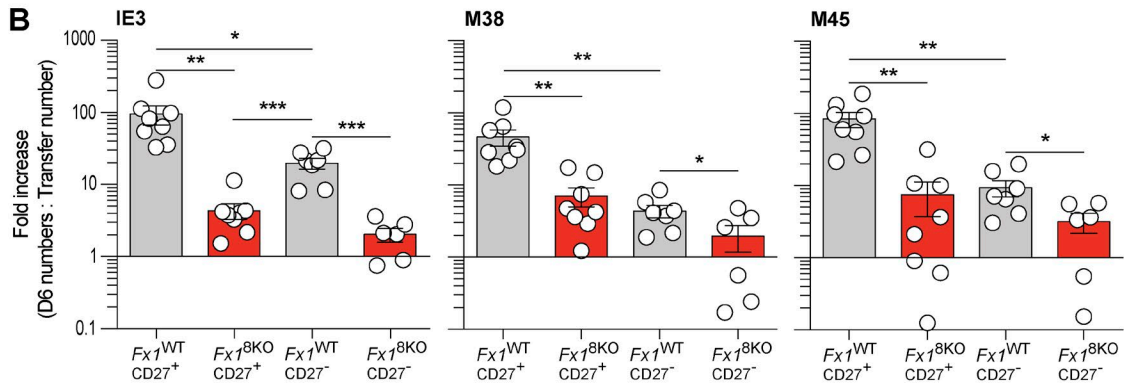 B
IE3
M38
M45
Fold increase
(D6 numbers : Transfer number)
1000
100
10
1
0.1
*
**
***
***
**
**
*
**
**
*
Fx1WT
CD27+
Fx18KO
CD27+
Fx1WT
CD27-
Fx18KO
CD27-
Fx1WT
CD27+
Fx18KO
CD27+
Fx1WT
CD27-
Fx18KO
CD27-
Fx1WT
CD27+
Fx18KO
CD27+
Fx1WT
CD27-
Fx18KO
CD27-